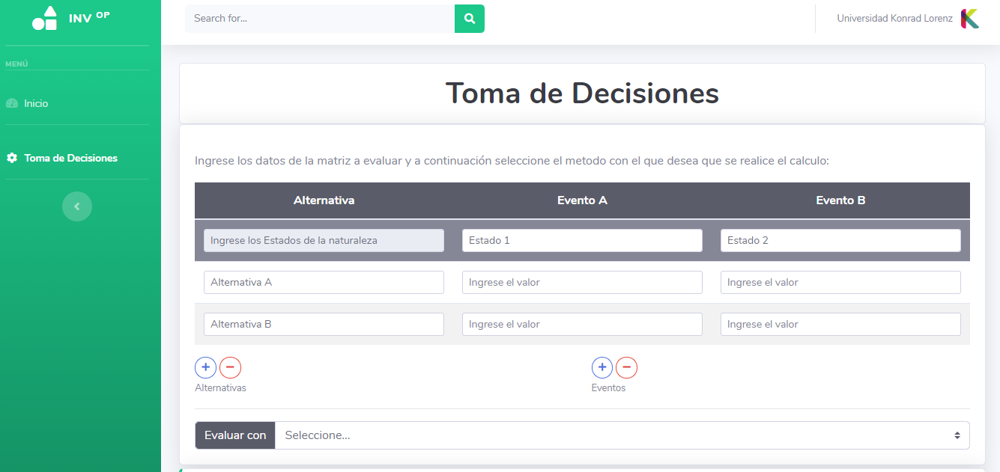 INV OP
Search for...
Universidad Konrad Lorenz
MENÚ
Inicio
Toma de Decisiones
Toma de Decisiones
Ingrese los datos de la matriz a evaluar y a continuación seleccione el metodo con el que desea que se realice el calculo:
Alternativa Evento A Evento B
Ingrese los Estados de la naturaleza Estado 1 Estado 2
Alternativa A Ingrese el valor Ingrese el valor
Alternativa B Ingrese el valor Ingrese el valor
Alternativas Eventos
Evaluar con Seleccione...